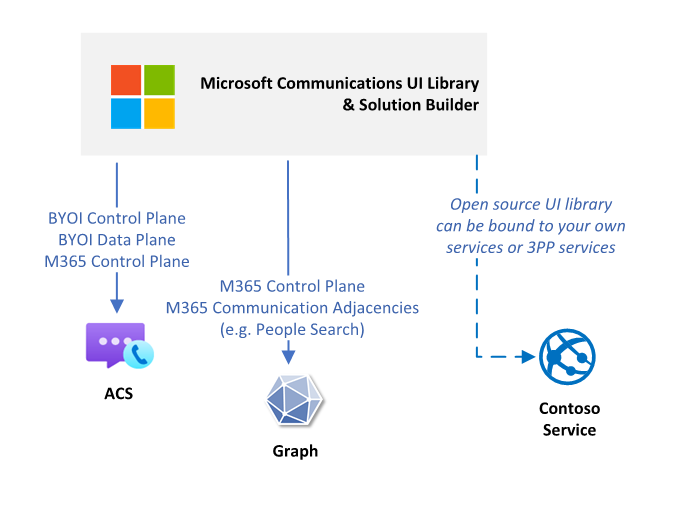 Microsoft Communications UI Library
& Solution Builder
BYOI Control Plane
BYOI Data Plane
M365 Control Plane
Open source UI library
can be bound to your own
services or 3PP services
M365 Control Plane
M365 Communication Adjacencies
(e.g. People Search)
ACS
Graph
Contoso
Service